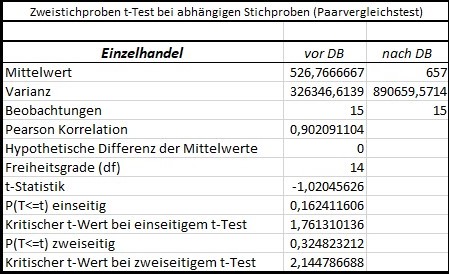 Zweistichproben t-Test bei abhängigen Stichproben (Paarvergleichstest)
Einzelhandel vor DB nach DB
Mittelwert 526,7666667 657
Varianz 326346,6139 890659,5714
Beobachtungen 15 15
Pearson Korrelation 0,902091104
Hypothetische Differenz der Mittelwerte 0
Freiheitsgrade (df) 14
t-Statistik -1,02045626
P(T<=t) einseitig 0,162411606
Kritischer t-Wert bei einseitigem t-Test 1,761310136
P(T<=t) zweiseitig 0,324823212
Kritischer t-Wert bei zweiseitigem t-Test 2,144786688